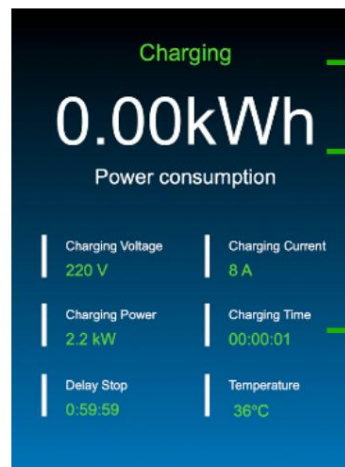 Charging
0.00kWh
Power consumption
Charging Voltage
220 V
Charging Current
8 A
Charging Power
2.2 kW
Charging Time
00:00:01
Delay Stop
0:59:59
Temperature
36°C